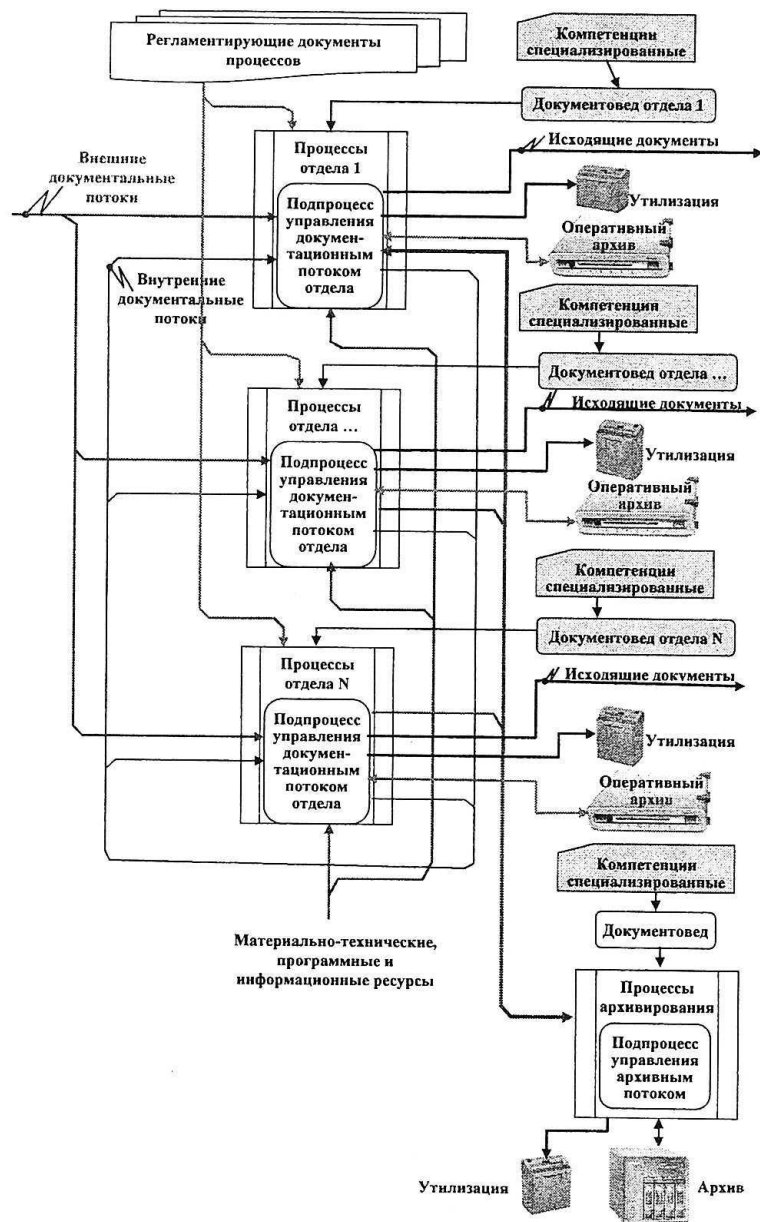 Регламентирующие документы
процессов
Компетенции
специализированные
Документовед отдела 1
Внешние
документальные
потоки
Процессы
отдела 1
Подпроцесс
управления
докумен-
тационным
потоком
отдела
Исходящие документы
Утилизация
Оперативный
архив
Внутренние
документальные
потоки
Компетенции
специализированные
Документовед отдела ...
Процессы
отдела ...
Подпроцесс
управления
докумен-
тационным
потоком
отдела
Исходящие документы
Утилизация
Оперативный
архив
Компетенции
специализированные
Документовед отдела N
Процессы
отдела N
Подпроцесс
управления
докумен-
тационным
потоком
отдела
Исходящие документы
Утилизация
Оперативный
архив
Компетенции
специализированные
Документовед
Материально-технические,
программные и
информационные ресурсы
Процессы
архивирования
Подпроцесс
управления
архивным
потоком
Утилизация
Архив